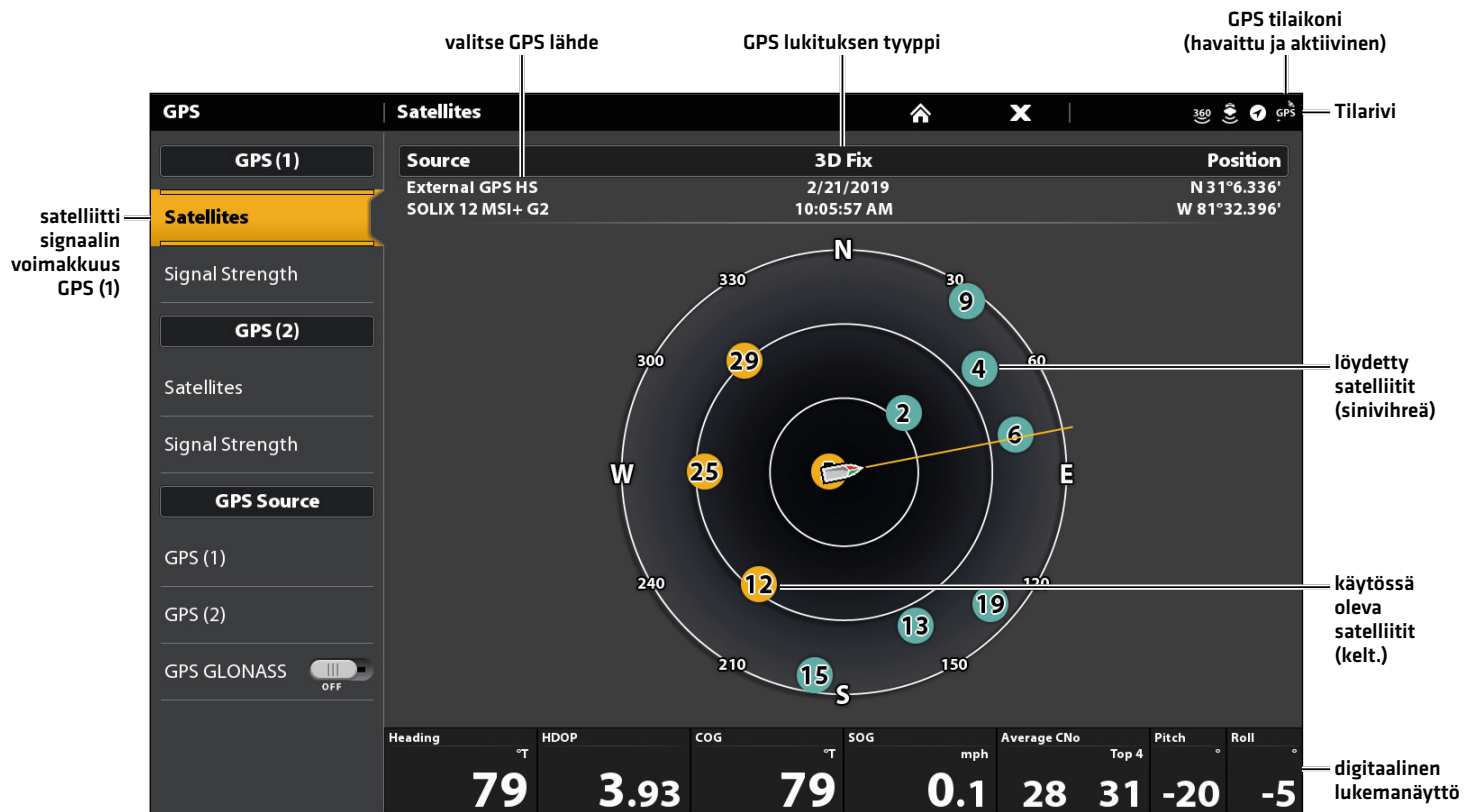 GPS tilaikoni
(havaittu ja aktiivinen)
valitse GPS lähde
GPS lukituksen tyyppi
GPS
Satellites
360
GPS
Tilarivi
GPS (1)
Satellites
Signal Strength
GPS (2)
Satellites
Signal Strength
GPS Source
GPS (1)
GPS (2)
GPS GLONASS
OFF
satelliitti
signaalin
voimakkuus
GPS (1)
Source
3D Fix
Position
External GPS HS
2/21/2019
N 31°6.336'
SOLIX 12 MSI+ G2
10:05:57 AM
W 81°32.396'
N
330
30
9
300
29
4
60
2
6
W
25
E
240
12
120
19
13
210
15
150
S
löydetty
satelliitit
(sinivihreä)
käytössä
oleva
satelliitit
(kelt.)
Heading
°T
79
HDOP
3.93
COG
°T
79
SOG
mph
0.1
Average CNo
Top 4
28
31
Pitch
°
-20
Roll
°
-5
digitaalinen
lukemanäyttö